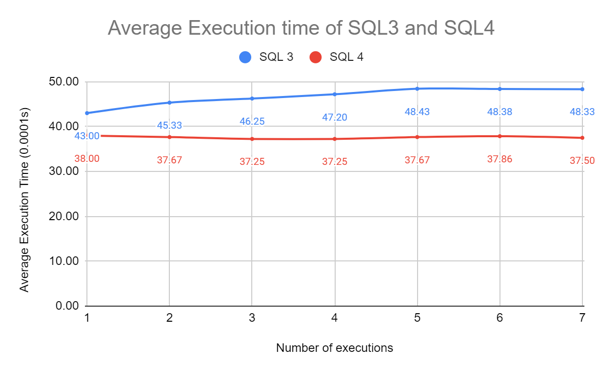 Average Execution time of SQL3 and SQL4
SQL 3 SQL 4
Average Execution Time (0.0001s)
50.00
40.00
30.00
20.00
10.00
0.00
43.00 45.33 46.25 47.20 48.43 48.38 48.33
38.00 37.67 37.25 37.25 37.67 37.86 37.50
1 2 3 4 5 6 7
Number of executions